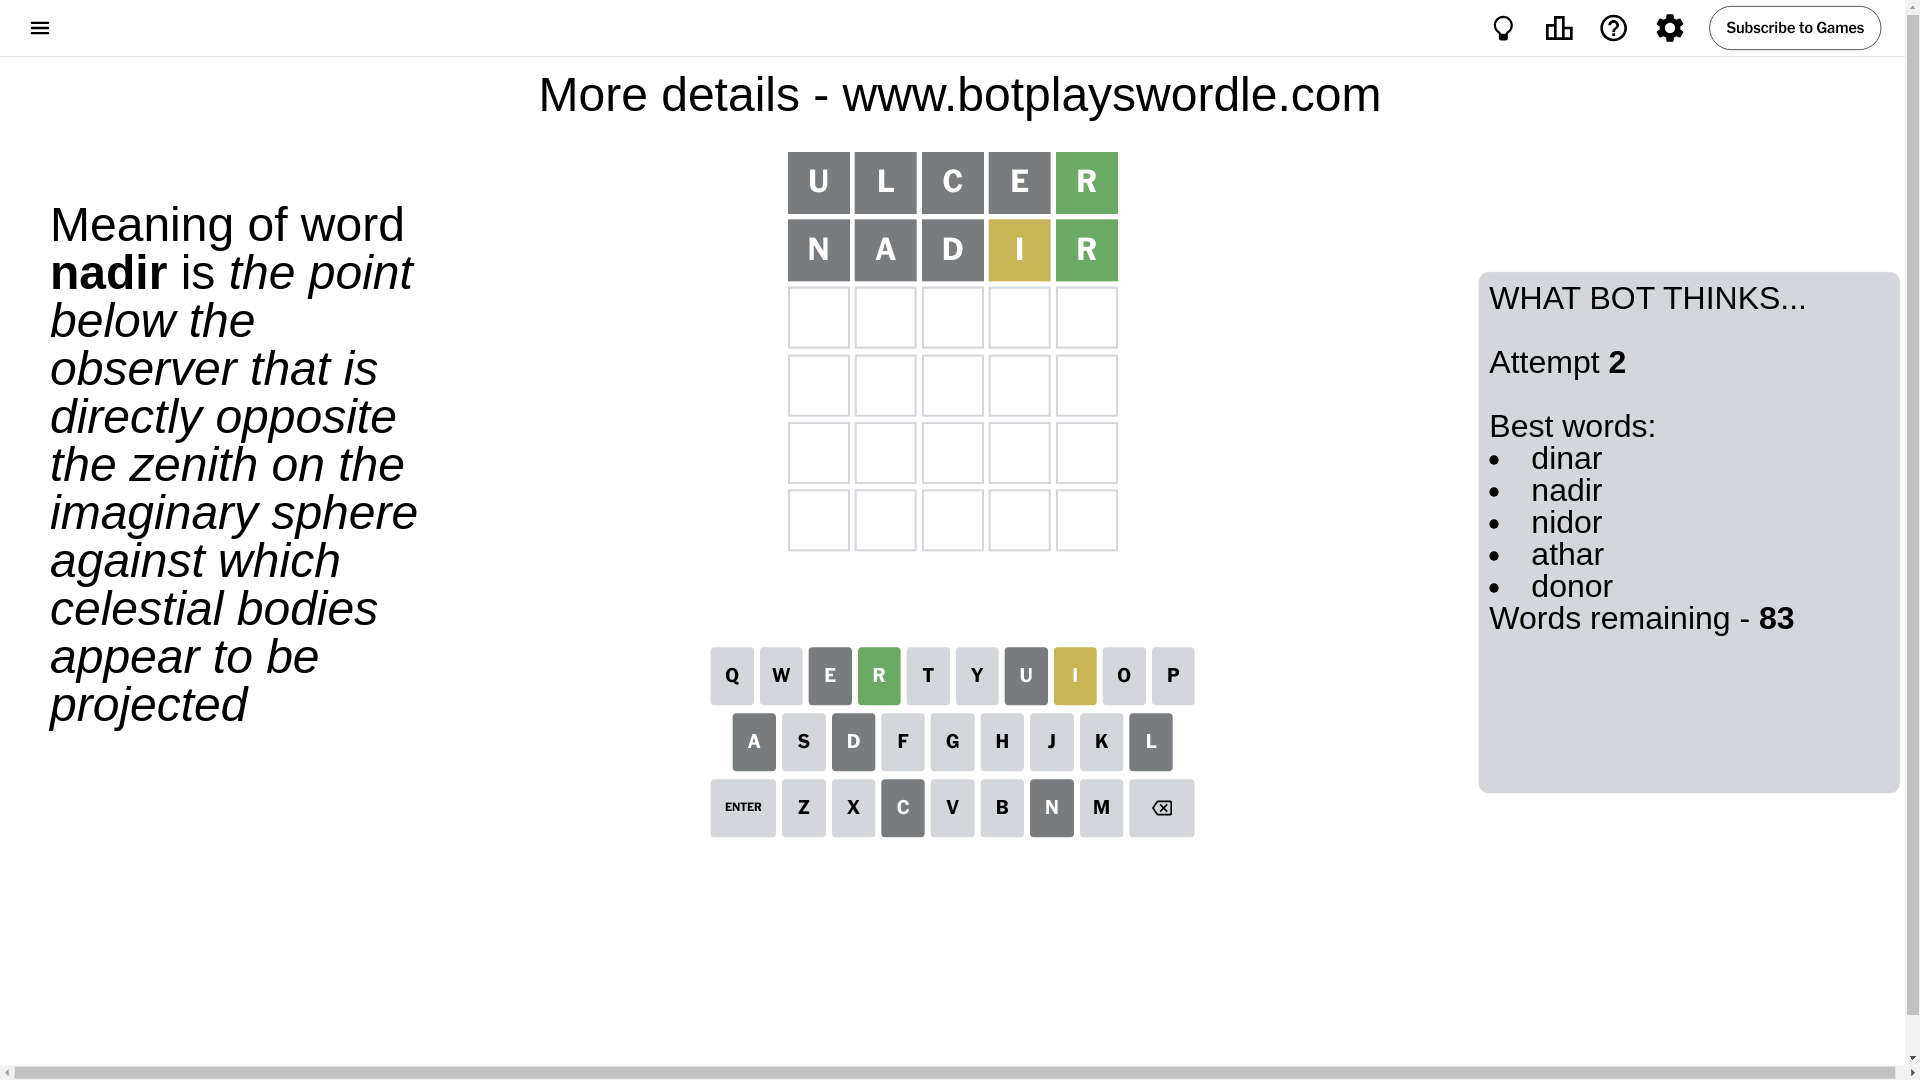 Subscribe to Games
More details - www.botplayswordle.com
Meaning of word
nadir is the point
below the
observer that is
directly opposite
the zenith on the
imaginary sphere
against which
celestial bodies
appear to be
projected
U L C E R
N A D I R
Q W E R T Y U I O P
A S D F G H J K L
ENTER Z X C V B N M
WHAT BOT THINKS...
Attempt 2
Best words:
• dinar
• nadir
• nidor
• athar
• donor
Words remaining - 83